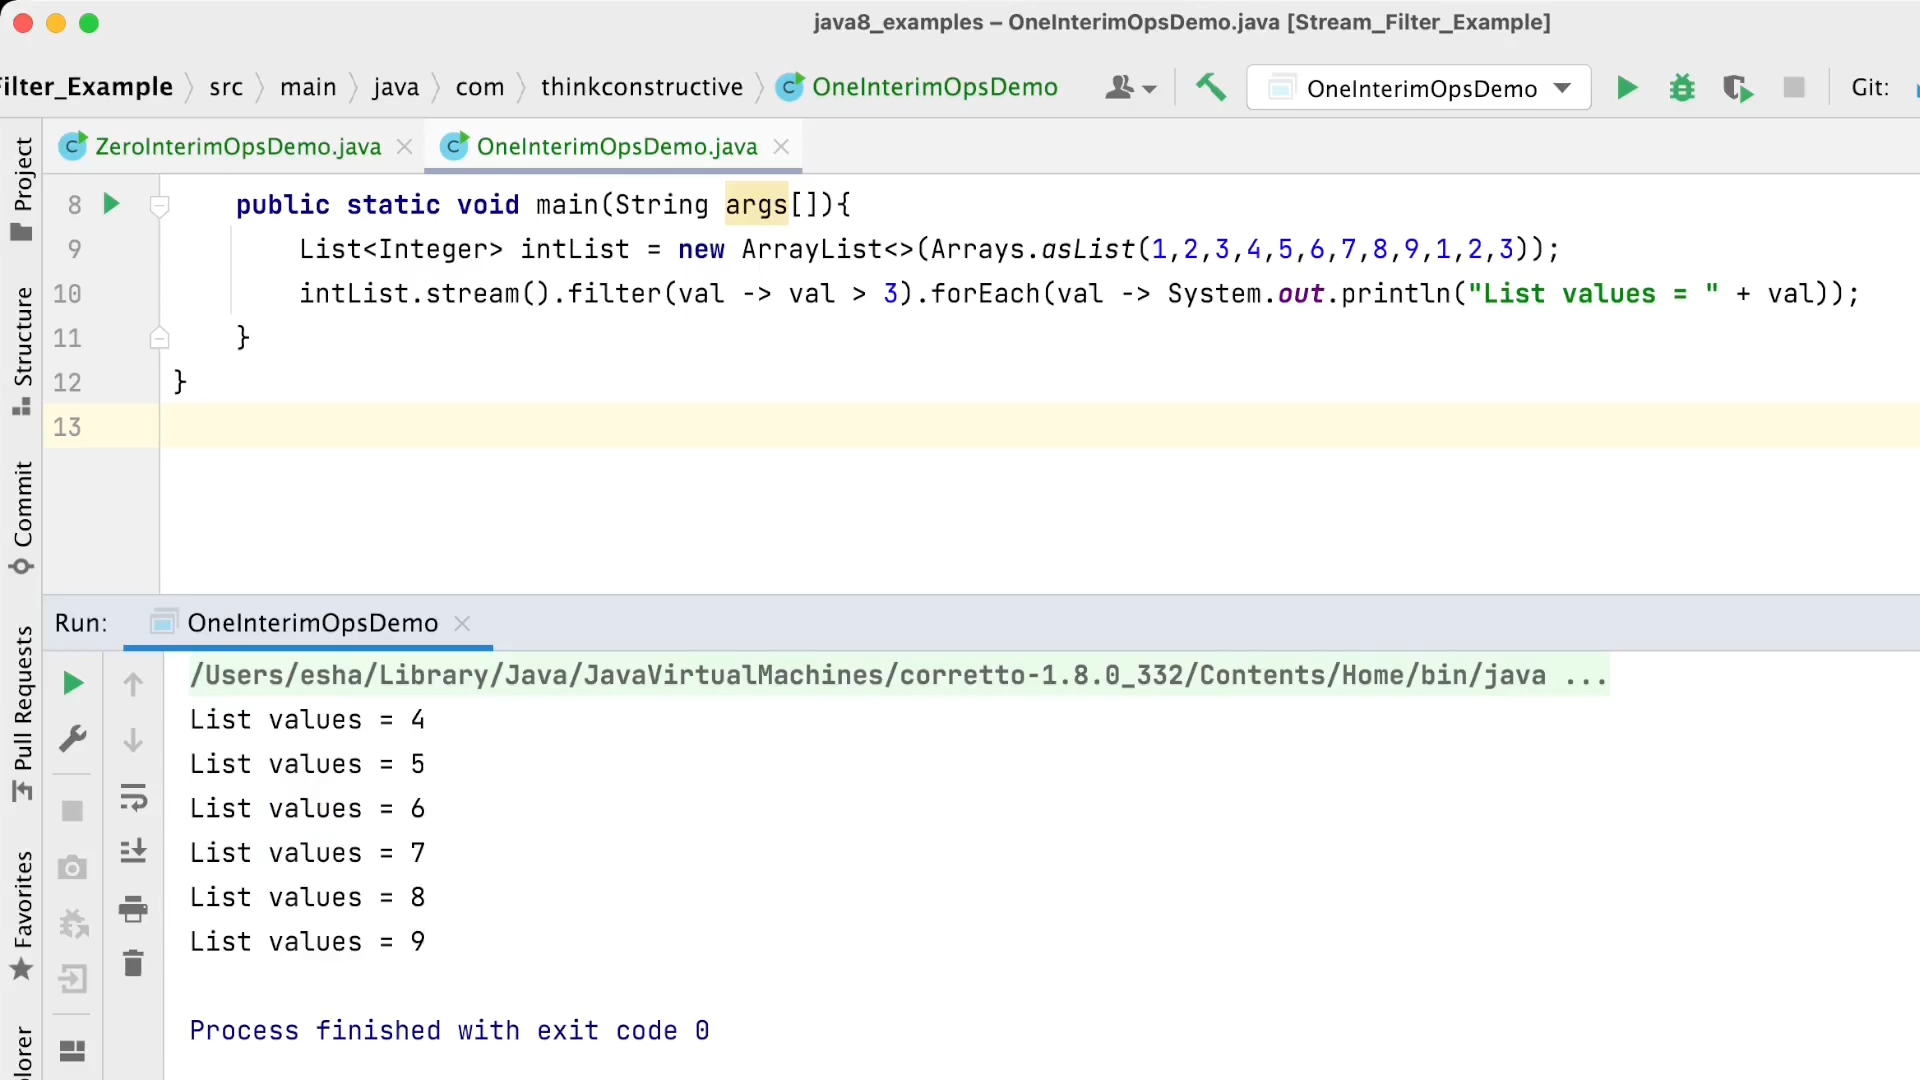 java8_examples – OneInterimOpsDemo.java [Stream_Filter_Example]
ilter_Example src main java com thinkconstructive OneInterimOpsDemo OneInterimOpsDemo Git:
ZeroInterimOpsDemo.java OneInterimOpsDemo.java
Project
Structure
Commit
Pull Requests
Favorites
plorer
8 public static void main(String args[]){
9 List<Integer> intList = new ArrayList<>(Arrays.asList(1,2,3,4,5,6,7,8,9,1,2,3));
10 intList.stream().filter(val -> val > 3).forEach(val -> System.out.println("List values = " + val));
11 }
12 }
13
Run: OneInterimOpsDemo
/Users/esha/Library/Java/JavaVirtualMachines/corretto-1.8.0_332/Contents/Home/bin/java ...
List values = 4
List values = 5
List values = 6
List values = 7
List values = 8
List values = 9
Process finished with exit code 0